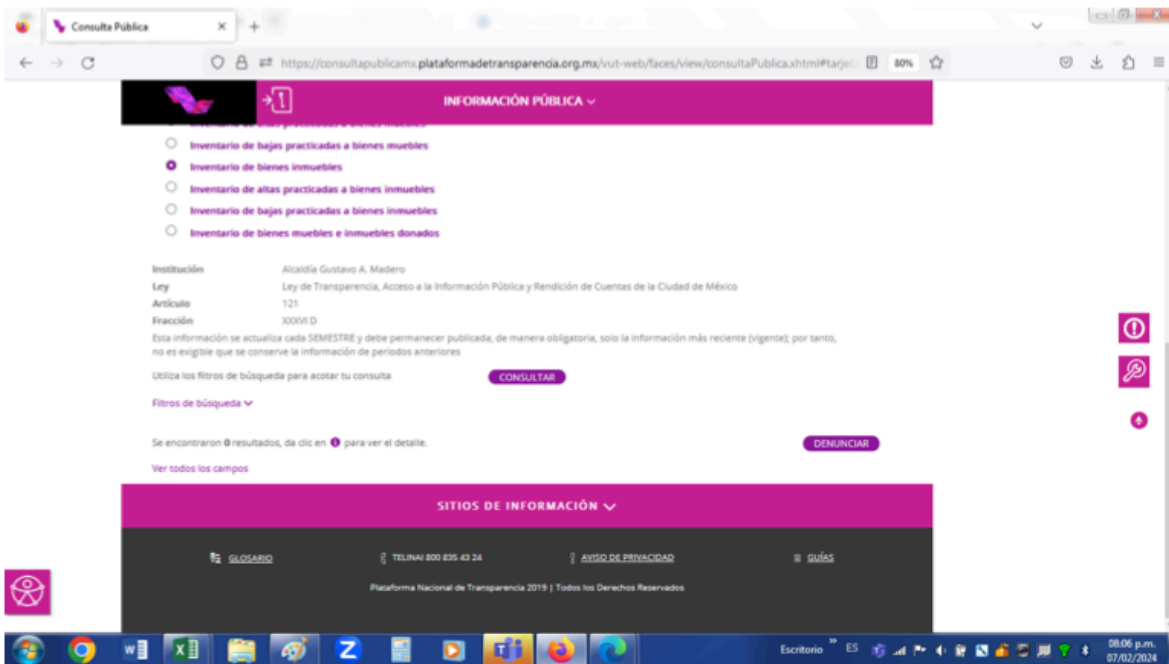 Consulta Pública
https://consultapublicamx.plataformadetransparencia.org.mx/vut-web/faces/view/consultaPublica.xhtml#tarjet
80%
INFORMACIÓN PÚBLICA
Inventario de altas practicadas a bienes muebles
Inventario de bajas practicadas a bienes muebles
Inventario de bienes inmuebles
Inventario de altas practicadas a bienes inmuebles
Inventario de bajas practicadas a bienes inmuebles
Inventario de bienes muebles e inmuebles donados
Institución Alcaldía Gustavo A. Madero
Ley Ley de Transparencia, Acceso a la Información Pública y Rendición de Cuentas de la Ciudad de México
Artículo 121
Fracción XXXVI D
Esta información se actualiza cada SEMESTRE y debe permanecer publicada, de manera obligatoria, solo la información más reciente (vigente); por tanto,
no es exigible que se conserve la información de periodos anteriores
Utiliza los filtros de búsqueda para acotar tu consulta CONSULTAR
Filtros de búsqueda
Se encontraron 0 resultados, da clic en i para ver el detalle. DENUNCIAR
Ver todos los campos
SITIOS DE INFORMACIÓN
GLOSARIO TELINAI 800 835 43 24 AVISO DE PRIVACIDAD GUÍAS
Plataforma Nacional de Transparencia 2019 | Todos los Derechos Reservados
Escritorio » ES 08:06 p.m.
07/02/2024